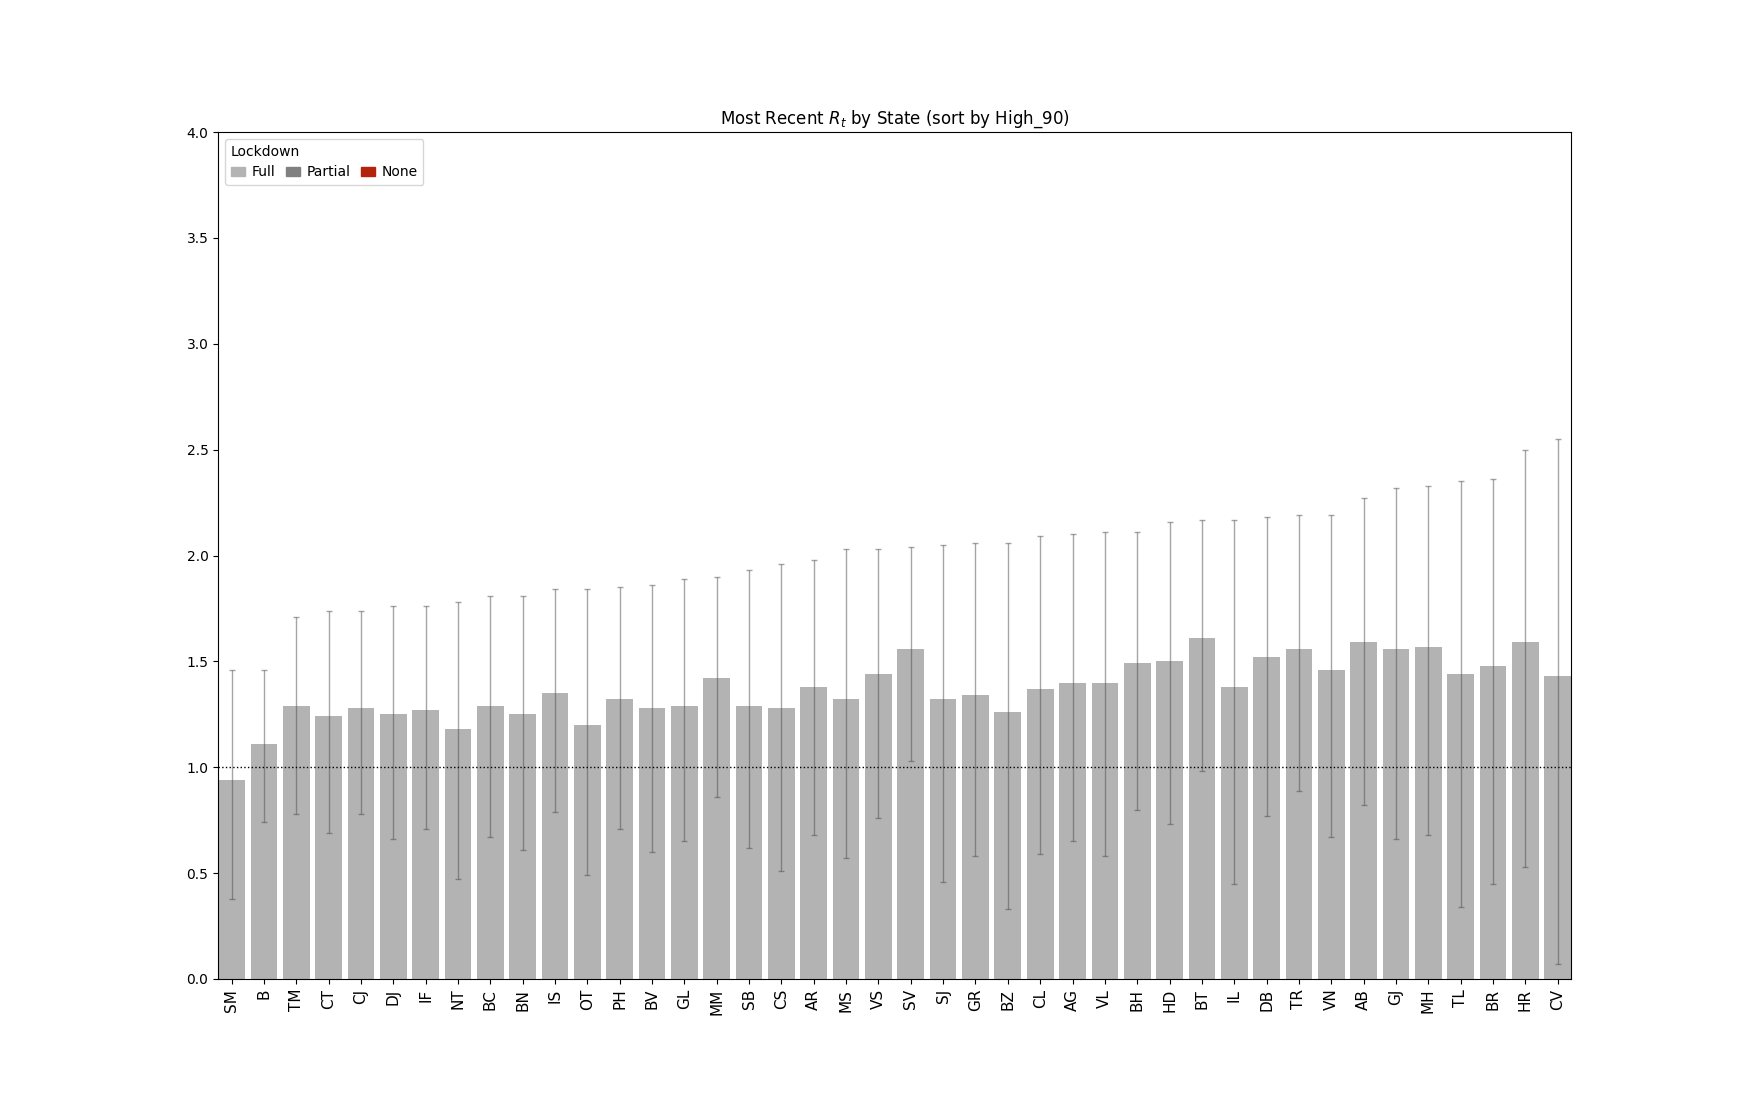 Most Recent R_t by State (sort by High_90)
Lockdown
Full Partial None
4.0
3.5
3.0
2.5
2.0
1.5
1.0
0.5
0.0
SM B TM CT CJ DJ IF NT BC BN IS OT PH BV GL MM SB CS AR MS VS SV SJ GR BZ CL AG VL BH HD BT IL DB TR VN AB GJ MH TL BR HR CV